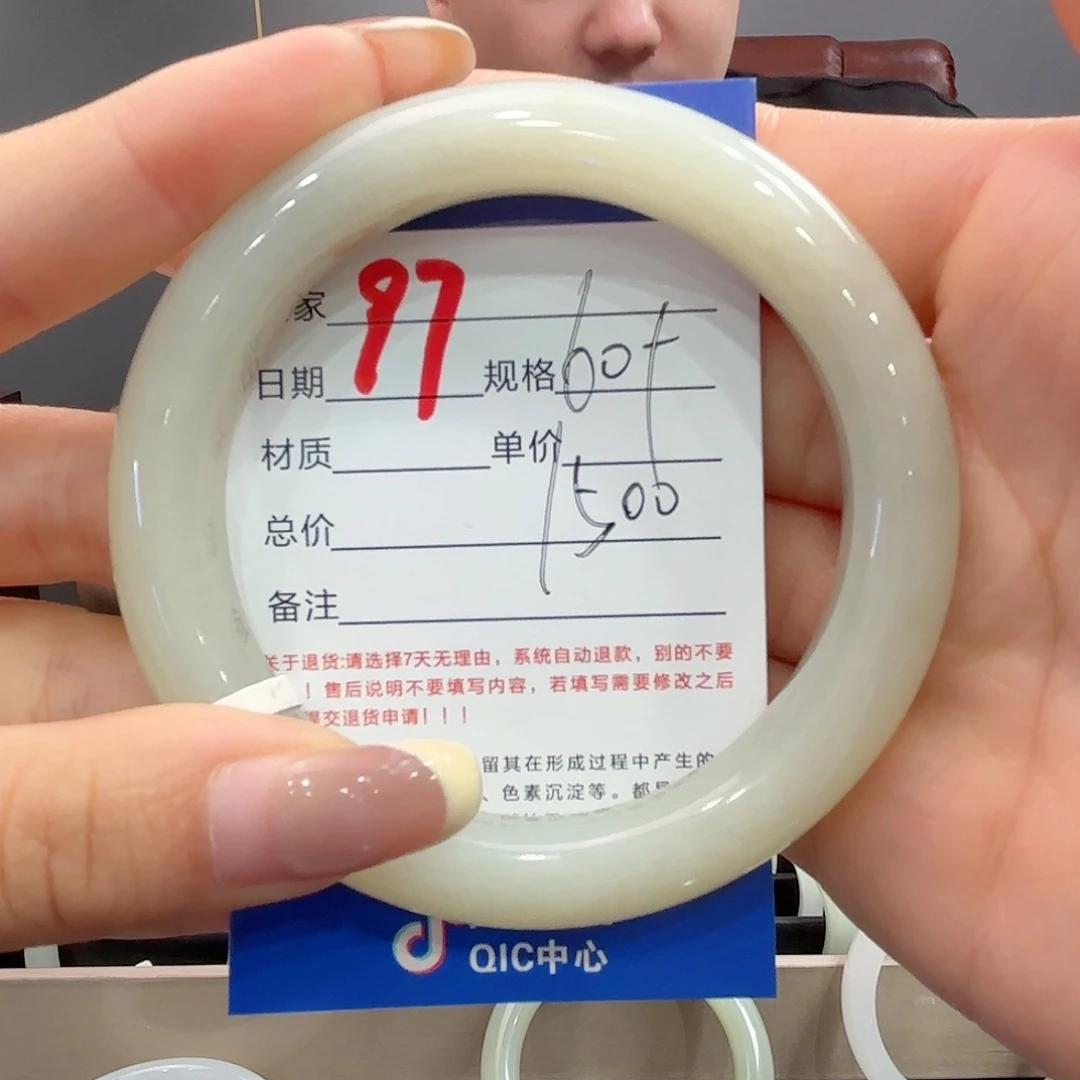 家 97
日期 规格 60+
材质 单价
1500
总价
备注
关于退货:请选择7天无理由，系统自动退款，别的不要
！售后说明不要填写内容，若填写需要修改之后
提交退货申请！！！
留其在形成过程中产生的
、色素沉淀等。都
QIC中心